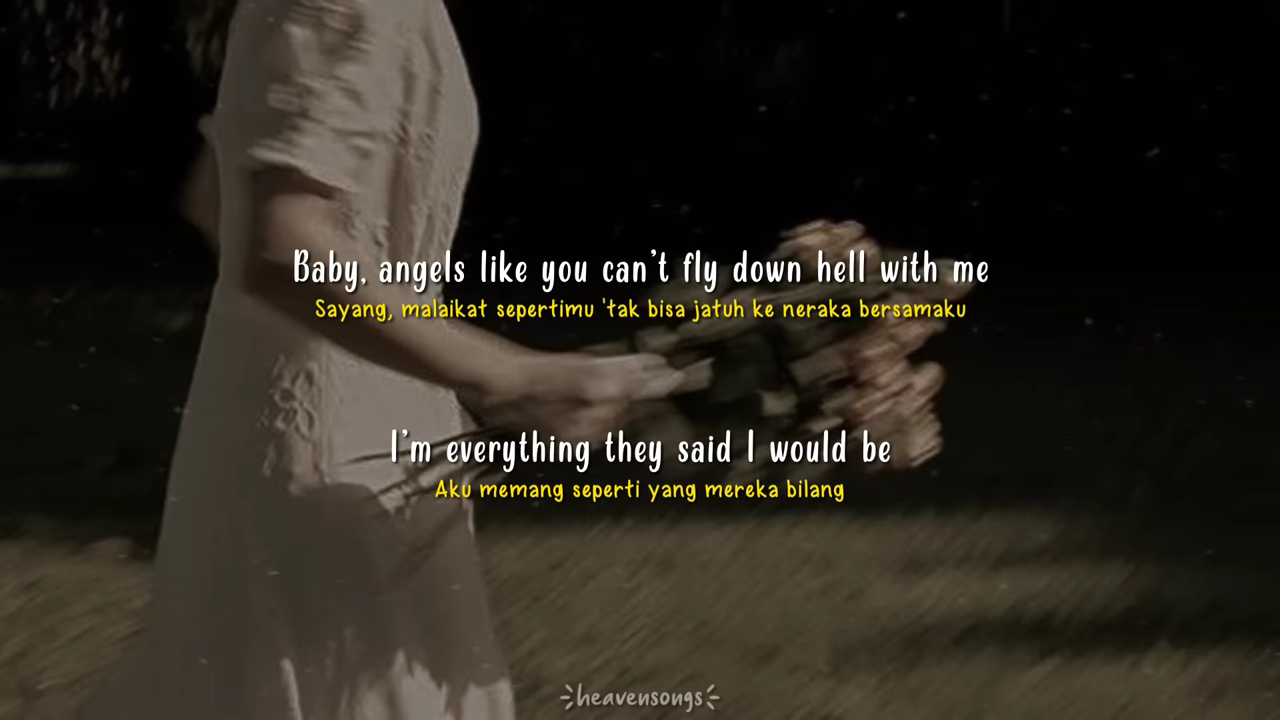 Baby, angels like you can't fly down hell with me
Sayang, malaikat sepertimu 'tak bisa jatuh ke neraka bersamaku
I'm everything they said I would be
Aku memang seperti yang mereka bilang
heavensongs